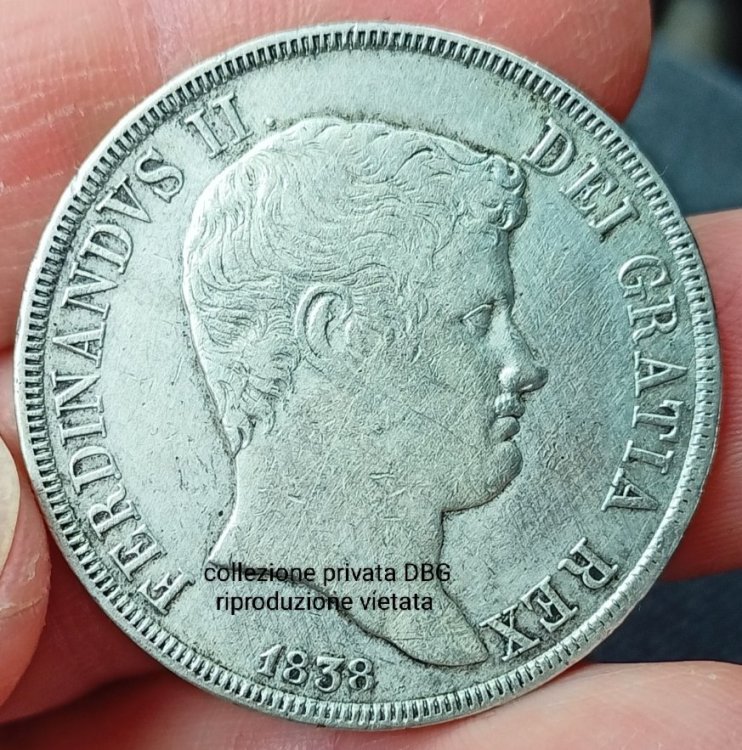 FERDINANDVS II. DEI GRATIA REX
1838
collezione privata DBG
riproduzione vietata